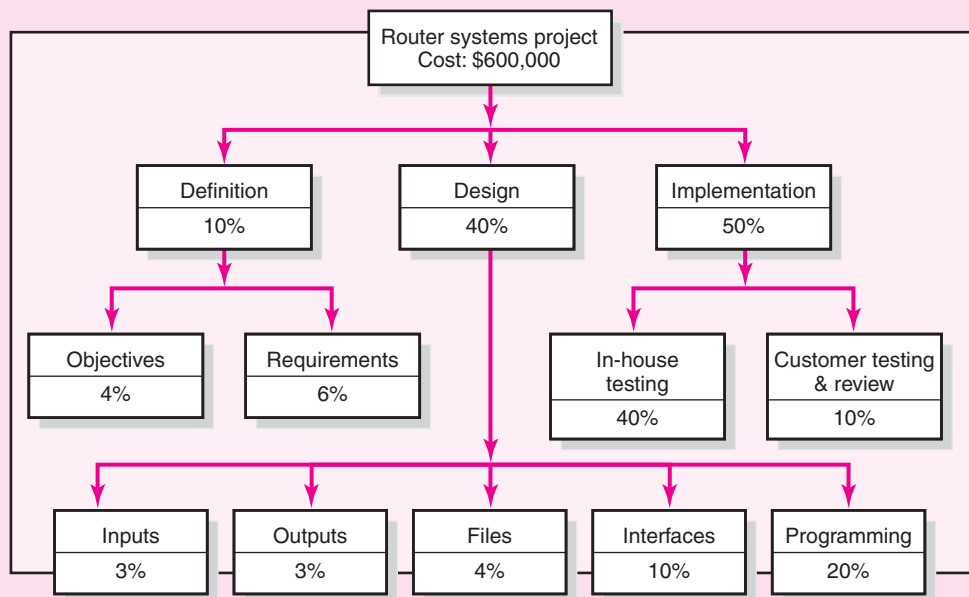 Router systems project
Cost: $600,000
Definition
10%
Design
40%
Implementation
50%
Objectives
4%
Requirements
6%
In-house
testing
40%
Customer testing
& review
10%
Inputs
3%
Outputs
3%
Files
4%
Interfaces
10%
Programming
20%